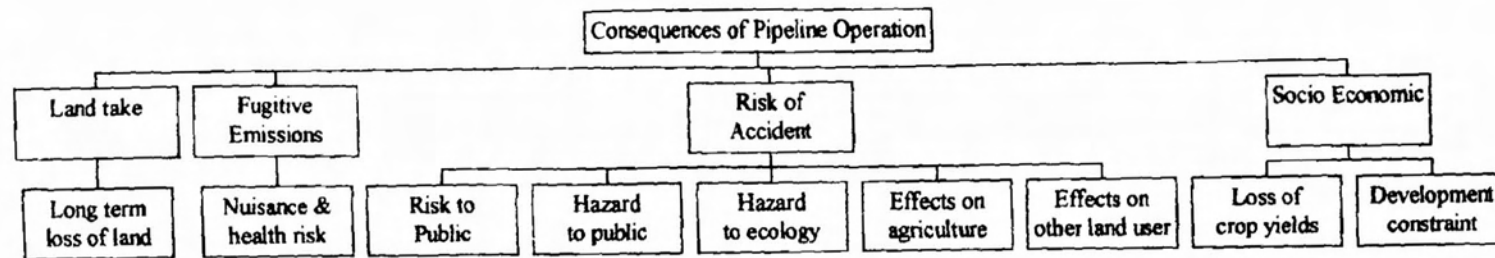 Consequences of Pipeline Operation
Land take
Fugitive
Emissions
Risk of
Accident
Socio Economic
Long term
loss of land
Nuisance &
health risk
Risk to
Public
Hazard
to public
Hazard
to ecology
Effects on
agriculture
Effects on
other land user
Loss of
crop yields
Development
constraint